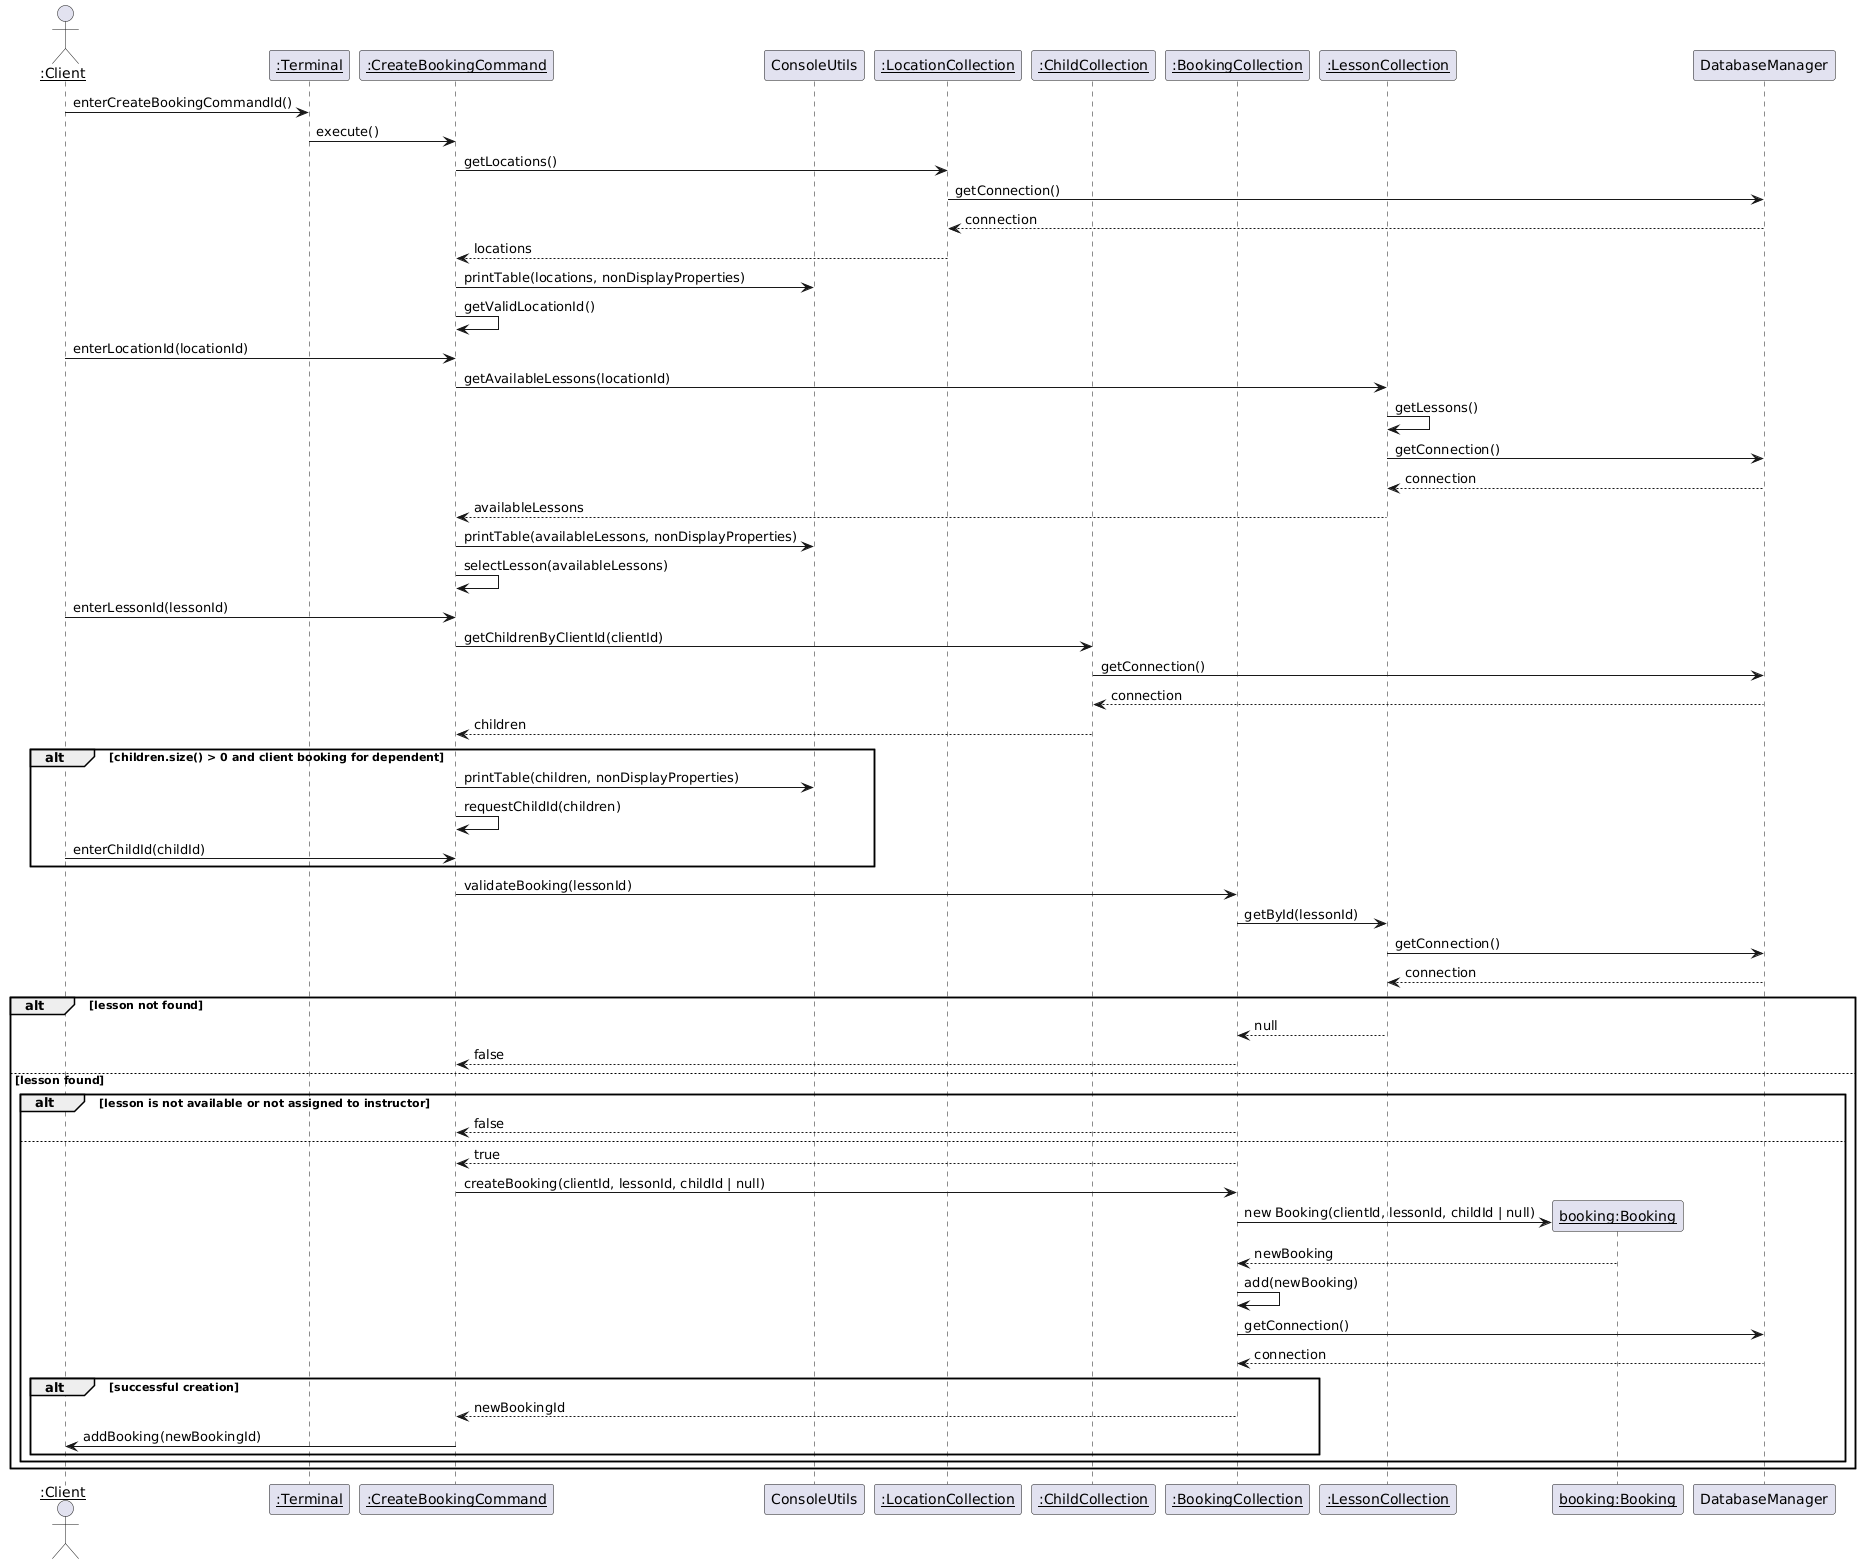 :Client
:Terminal
:CreateBookingCommand
ConsoleUtils
:LocationCollection
:ChildCollection
:BookingCollection
:LessonCollection
DatabaseManager
enterCreateBookingCommandId()
execute()
getLocations()
getConnection()
connection
locations
printTable(locations, nonDisplayProperties)
getValidLocationId()
enterLocationId(locationId)
getAvailableLessons(locationId)
getLessons()
getConnection()
connection
availableLessons
printTable(availableLessons, nonDisplayProperties)
selectLesson(availableLessons)
enterLessonId(lessonId)
getChildrenByClientId(clientId)
getConnection()
connection
children
alt [children.size() > 0 and client booking for dependent]
printTable(children, nonDisplayProperties)
requestChildId(children)
enterChildId(childId)
validateBooking(lessonId)
getById(lessonId)
getConnection()
connection
alt [lesson not found]
null
false
[lesson found]
alt [lesson is not available or not assigned to instructor]
false
true
createBooking(clientId, lessonId, childId | null)
new Booking(clientId, lessonId, childId | null)
booking:Booking
newBooking
add(newBooking)
getConnection()
connection
alt [successful creation]
newBookingId
addBooking(newBookingId)
:Client
:Terminal
:CreateBookingCommand
ConsoleUtils
:LocationCollection
:ChildCollection
:BookingCollection
:LessonCollection
booking:Booking
DatabaseManager